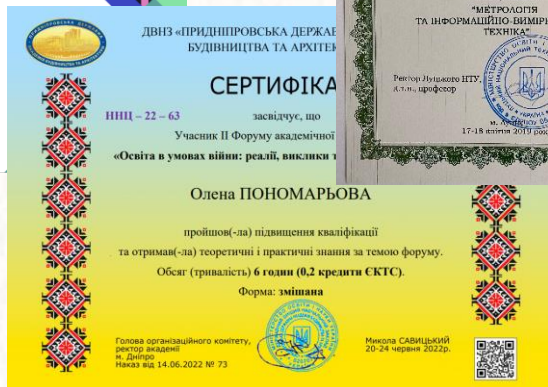 ДВНЗ «ПРИДНІПРОВСЬКА ДЕРЖАВ
БУДІВНИЦТВА ТА АРХІТЕК
СЕРТИФІКА
ННЦ – 22 – 63
засвідчує, що
Учасник ІІ Форуму академічної
«Освіта в умовах війни: реалії, виклики т
Олена ПОНОМАРЬОВА
пройшов(-ла) підвищення кваліфікації
та отримав(-ла) теоретичні і практичні знання за темою форуму.
Обсяг (тривалість) 6 годин (0,2 кредити ЄКТС).
Форма: змішана
Голова організаційного комітету,
ректор академії
м. Дніпро
Наказ від 14.06.2022 № 73
Микола САВИЦЬКИЙ
20-24 червня 2022р.
"МЕТРОЛОГІЯ
ТА ІНФОРМАЦІЙНО-ВИМІРЮ
ТЕХНІКА"
Ректор Луцького НТУ,
д.т.н., професор
17-18 квітня 2019 рок